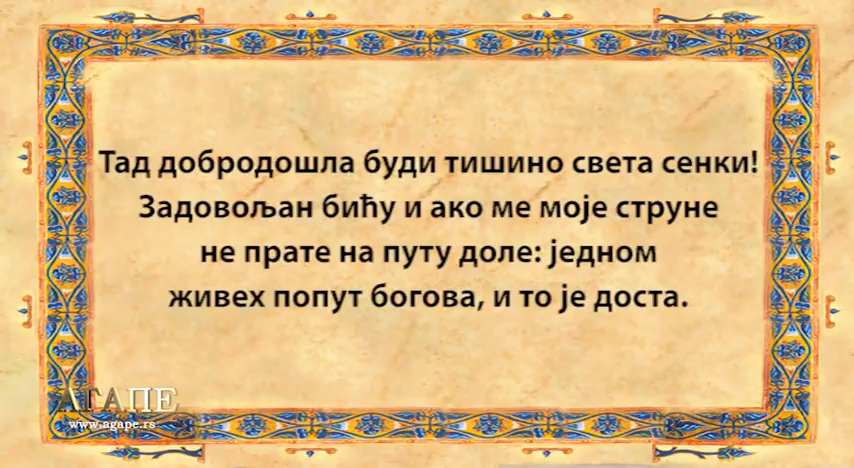 Тад добродошла буди тишино света сенки!
Задовољан бићу и ако ме моје струне
не прате на путу доле: једном
живех попут богова, и то је доста.
АГАПЕ
www.agape.rs